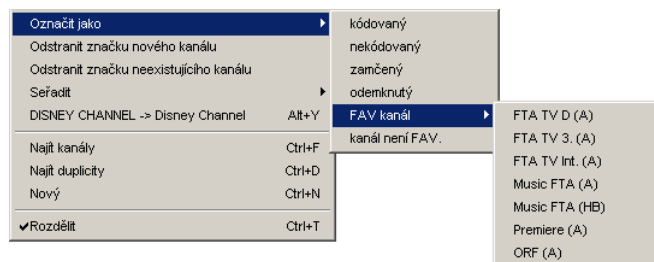 Označit jako
Odstranit značku nového kanálu
Odstranit značku neexistujícího kanálu
Seřadit
DISNEY CHANNEL -> Disney Channel Alt+Y
Najít kanály Ctrl+F
Najít duplicity Ctrl+D
Nový Ctrl+N
Rozdělit Ctrl+T
kódovaný
nekódovaný
zamčený
odemknutý
FAV kanál
kanál není FAV.
FTA TV D (A)
FTA TV 3. (A)
FTA TV Int. (A)
Music FTA (A)
Music FTA (HB)
Premiere (A)
ORF (A)